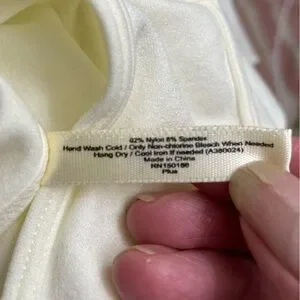 92% Nylon 8% Spandex
Hand Wash Cold / Only Non-chlorine Bleach When Needed
Hang Dry / Cool Iron If needed (A380024)
Made in China
RN150186
Plus